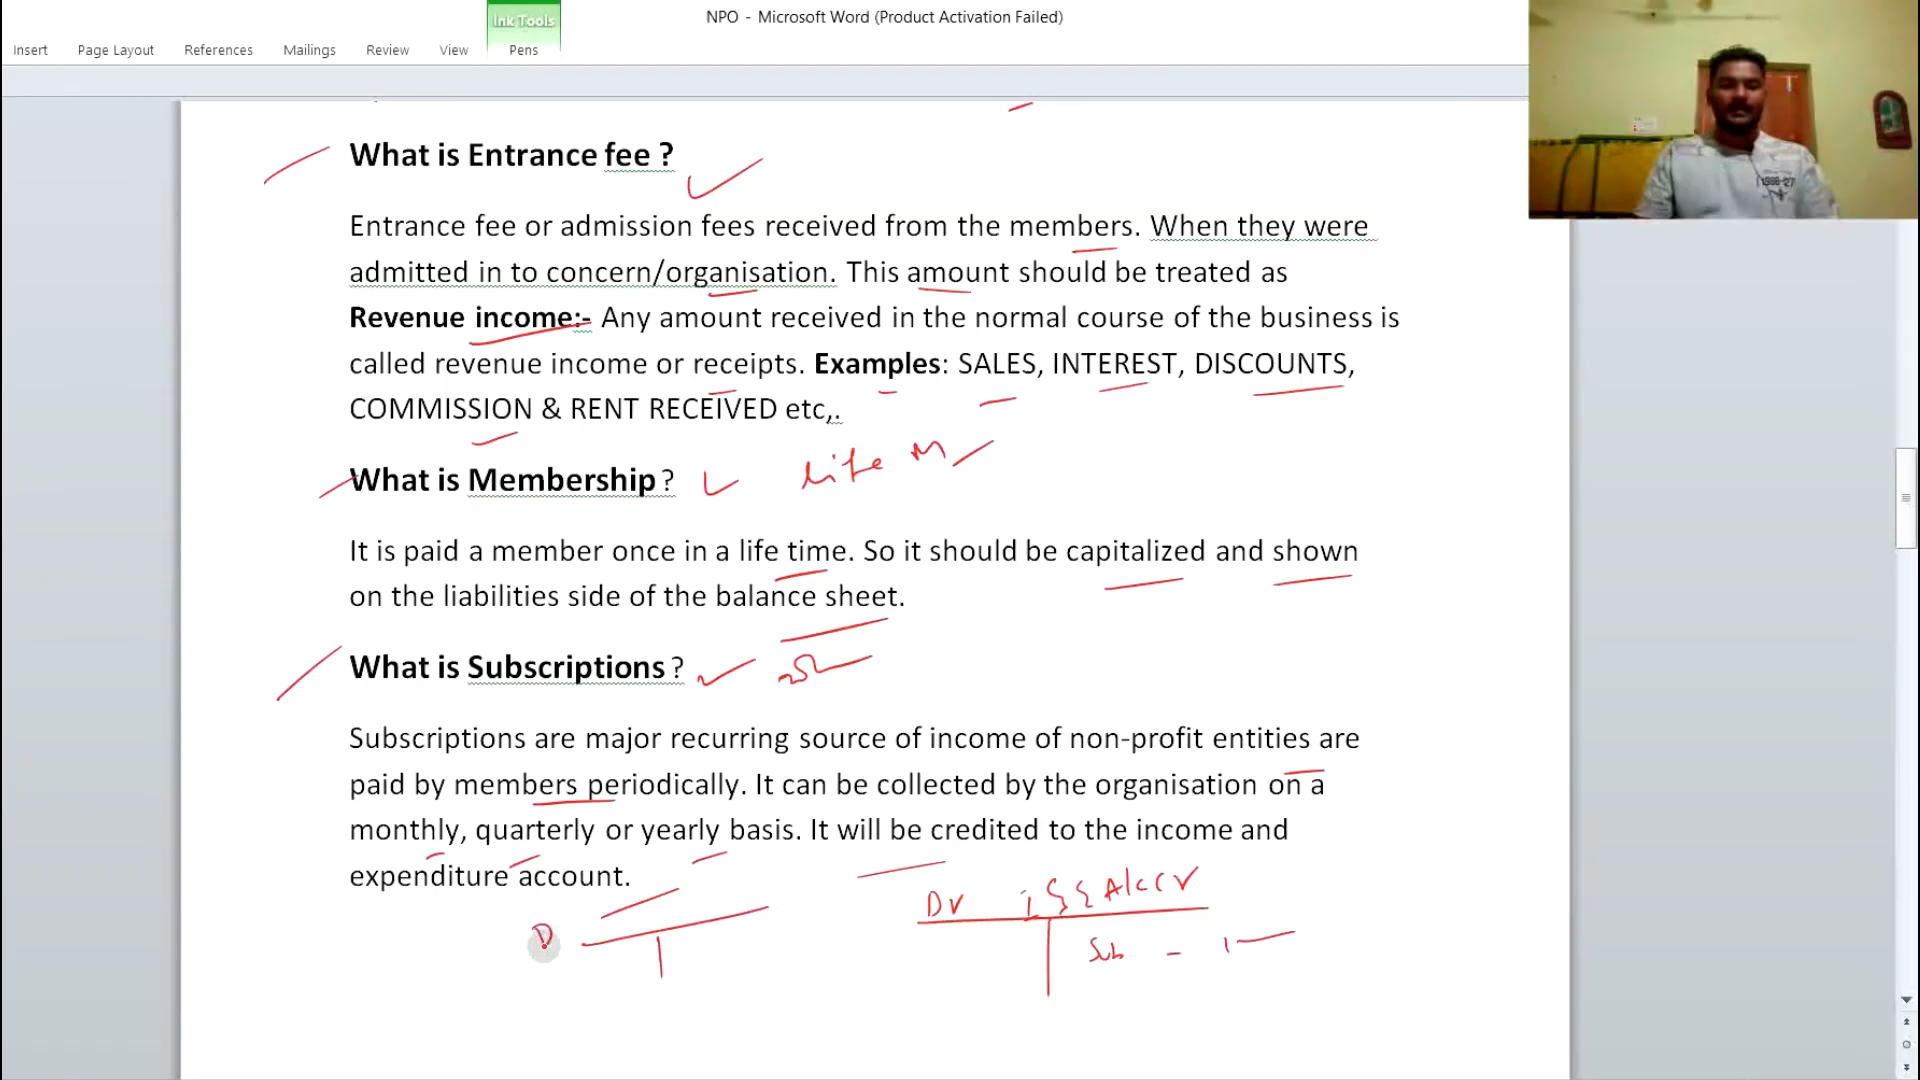 Ink Tools
NPO - Microsoft Word (Product Activation Failed)
Insert Page Layout References Mailings Review View Pens
What is Entrance fee ?
Entrance fee or admission fees received from the members. When they were
admitted in to concern/organisation. This amount should be treated as
Revenue income:- Any amount received in the normal course of the business is
called revenue income or receipts. Examples: SALES, INTEREST, DISCOUNTS,
COMMISSION & RENT RECEIVED etc,.
life M
What is Membership?
It is paid a member once in a life time. So it should be capitalized and shown
on the liabilities side of the balance sheet.
What is Subscriptions?
Subscriptions are major recurring source of income of non-profit entities are
paid by members periodically. It can be collected by the organisation on a
monthly, quarterly or yearly basis. It will be credited to the income and
expenditure account.
Dr A/c Cr
D
Sub -